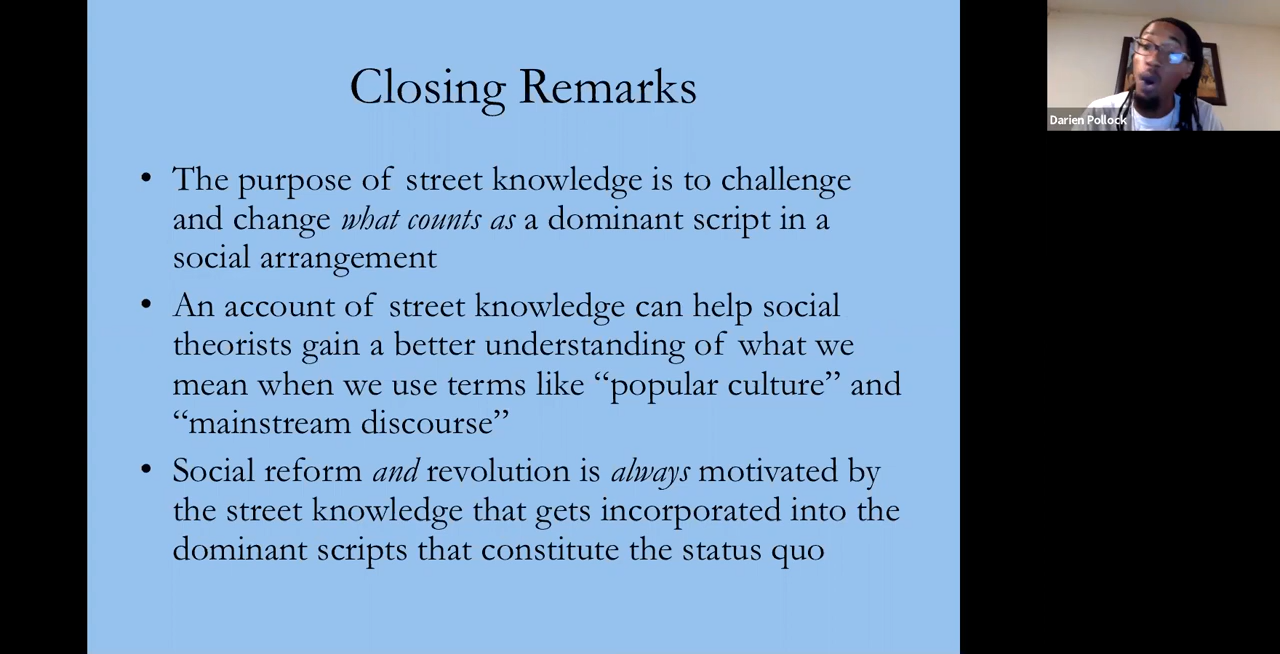 Closing Remarks
• The purpose of street knowledge is to challenge
and change what counts as a dominant script in a
social arrangement
• An account of street knowledge can help social
theorists gain a better understanding of what we
mean when we use terms like “popular culture” and
“mainstream discourse”
• Social reform and revolution is always motivated by
the street knowledge that gets incorporated into the
dominant scripts that constitute the status quo
Darien Pollock